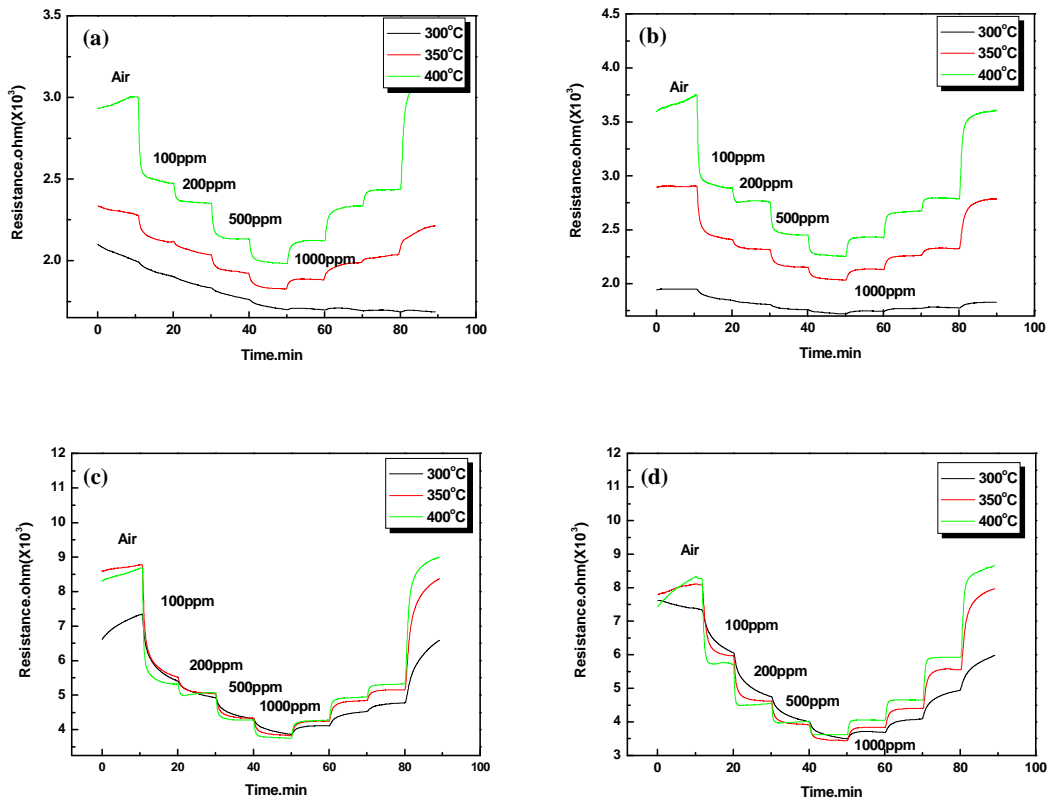 (a)
300°C
350°C
400°C
Air
100ppm
200ppm
500ppm
1000ppm
Resistance.ohm(X10³)
3.5
3.0
2.5
2.0
0 20 40 60 80 100
Time.min
(b)
300°C
350°C
400°C
Air
100ppm
200ppm
500ppm
1000ppm
Resistance.ohm(X10³)
4.5
4.0
3.5
3.0
2.5
2.0
1.5
0 20 40 60 80 100
Time.min
(c)
300°C
350°C
400°C
Air
100ppm
200ppm
500ppm
1000ppm
Resistance.ohm(X10³)
12
11
10
9
8
7
6
5
4
0 20 40 60 80 100
Time.min
(d)
300°C
350°C
400°C
Air
100ppm
200ppm
500ppm
1000ppm
Resistance.ohm(X10³)
12
11
10
9
8
7
6
5
4
3
0 20 40 60 80 100
Time.min